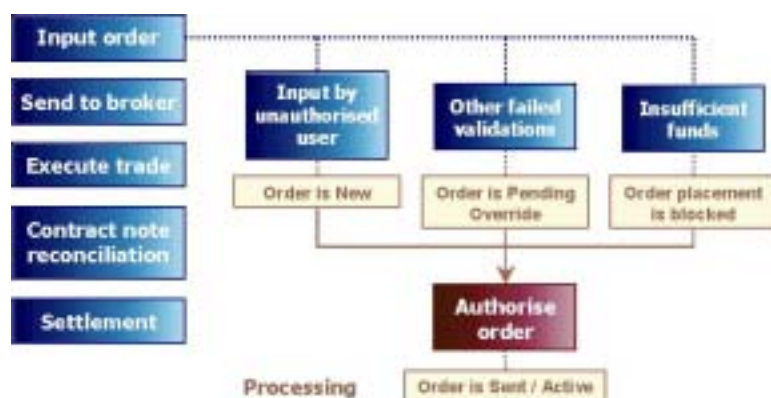 Input order
Send to broker
Execute trade
Contract note
reconciliation
Settlement
Input by
unauthorised
user
Other failed
validations
Insufficient
funds
Order is New
Order is Pending
Override
Order placement
is blocked
Authorise
order
Processing
Order is Sent / Active